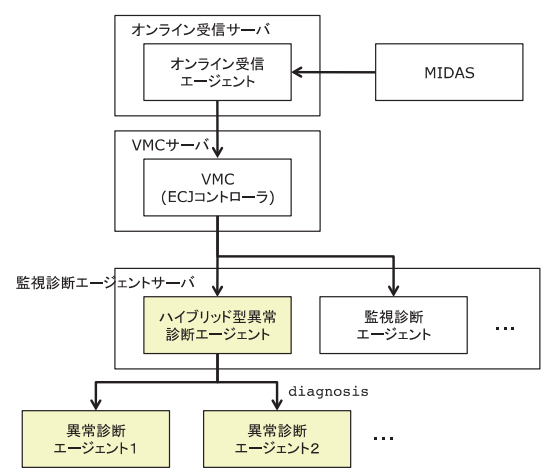 オンライン受信サーバ
オンライン受信
エージェント
MIDAS
VMCサーバ
VMC
(ECJコントローラ)
監視診断エージェントサーバ
ハイブリッド型異常
診断エージェント
監視診断
エージェント
…
diagnosis
異常診断
エージェント1
異常診断
エージェント2
…